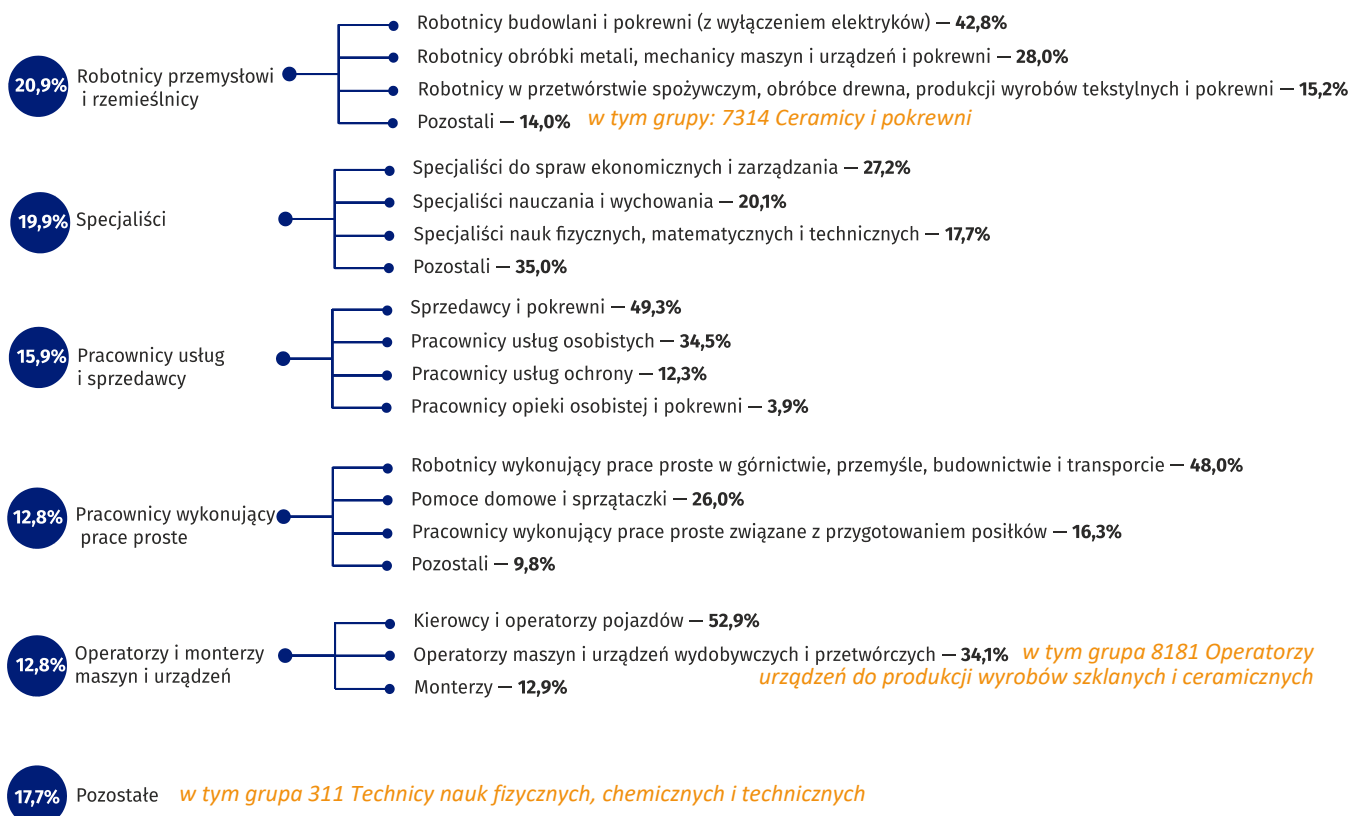 Robotnicy budowlani i pokrewni (z wyłączeniem elektryków) — 42,8%
Robotnicy obróbki metali, mechanicy maszyn i urządzeń i pokrewni — 28,0%
20,9% Robotnicy przemysłowi
i rzemieślnicy
Robotnicy w przetwórstwie spożywczym, obróbce drewna, produkcji wyrobów tekstylnych i pokrewni — 15,2%
Pozostali — 14,0% w tym grupy: 7314 Ceramicy i pokrewni
Specjaliści do spraw ekonomicznych i zarządzania — 27,2%
Specjaliści nauczania i wychowania — 20,1%
19,9% Specjaliści
Specjaliści nauk fizycznych, matematycznych i technicznych — 17,7%
Pozostali — 35,0%
Sprzedawcy i pokrewni — 49,3%
Pracownicy usług osobistych — 34,5%
15,9% Pracownicy usług
i sprzedawcy
Pracownicy usług ochrony — 12,3%
Pracownicy opieki osobistej i pokrewni — 3,9%
Robotnicy wykonujący prace proste w górnictwie, przemyśle, budownictwie i transporcie — 48,0%
Pomoce domowe i sprzątaczki — 26,0%
12,8% Pracownicy wykonujący
prace proste
Pracownicy wykonujący prace proste związane z przygotowaniem posiłków — 16,3%
Pozostali — 9,8%
Kierowcy i operatorzy pojazdów — 52,9%
12,8% Operatorzy i monterzy
maszyn i urządzeń
Operatorzy maszyn i urządzeń wydobywczych i przetwórczych — 34,1% w tym grupa 8181 Operatorzy
urządzeń do produkcji wyrobów szklanych i ceramicznych
Monterzy — 12,9%
17,7% Pozostałe w tym grupa 311 Technicy nauk fizycznych, chemicznych i technicznych